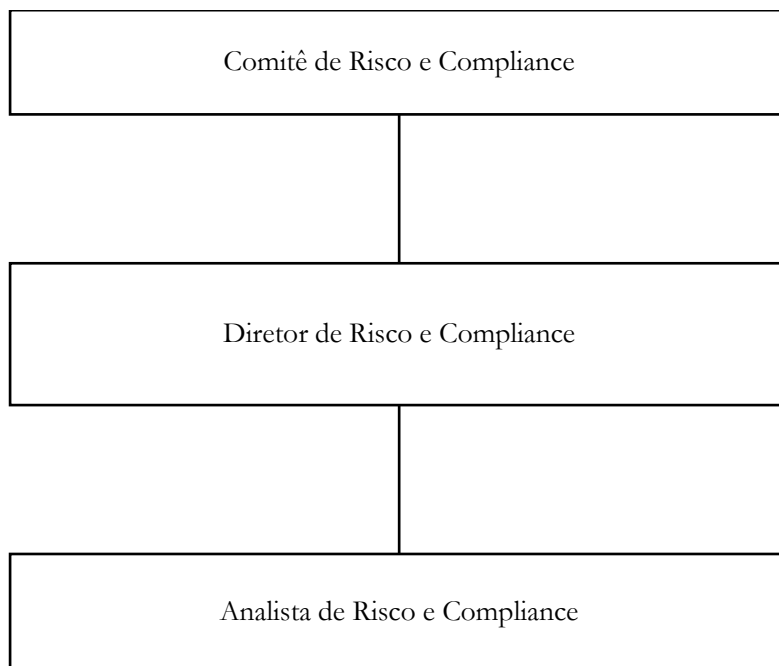 Comitê de Risco e Compliance
Diretor de Risco e Compliance
Analista de Risco e Compliance